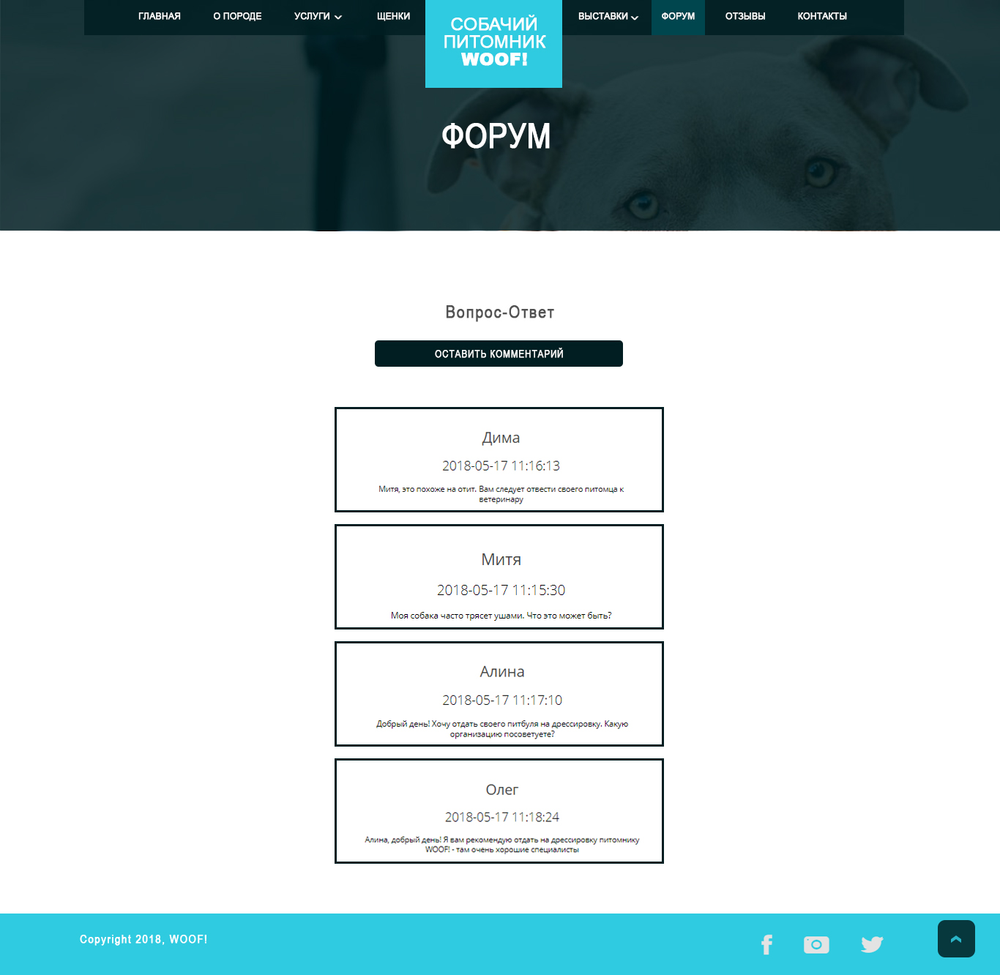 ГЛАВНАЯ О ПОРОДЕ УСЛУГИ ЩЕНКИ
СОБАЧИЙ
ПИТОМНИК
WOOF!
ВЫСТАВКИ ФОРУМ ОТЗЫВЫ КОНТАКТЫ
ФОРУМ
Вопрос-Ответ
ОСТАВИТЬ КОММЕНТАРИЙ
Дима
2018-05-17 11:16:13
Митя, это похоже на отит. Вам следует отвести своего питомца к
ветеринару
Митя
2018-05-17 11:15:30
Моя собака часто трясет ушами. Что это может быть?
Алина
2018-05-17 11:17:10
Добрый день! Хочу отдать своего питбуля на дрессировку. Какую
организацию посоветуете?
Олег
2018-05-17 11:18:24
Алина, добрый день! Я вам рекомендую отдать на дрессировку питомнику
WOOF! - там очень хорошие специалисты
Copyright 2018, WOOF!